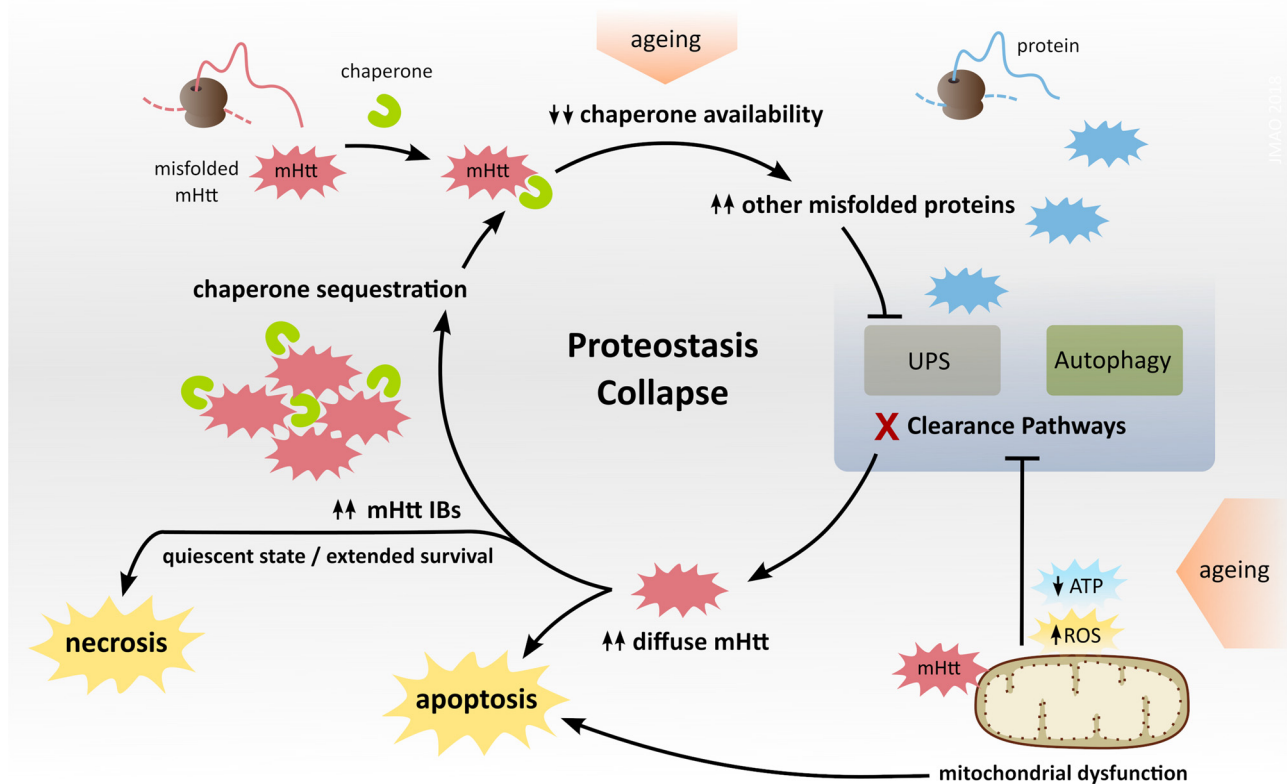 ageing
chaperone
protein
↓↓ chaperone availability
misfolded
mHtt
mHtt
mHtt
↑↑ other misfolded proteins
chaperone sequestration
Proteostasis
Collapse
UPS
Autophagy
X Clearance Pathways
↑↑ mHtt IBs
quiescent state / extended survival
ageing
↓ ATP
↑ROS
necrosis
↑↑ diffuse mHtt
mHtt
apoptosis
mitochondrial dysfunction